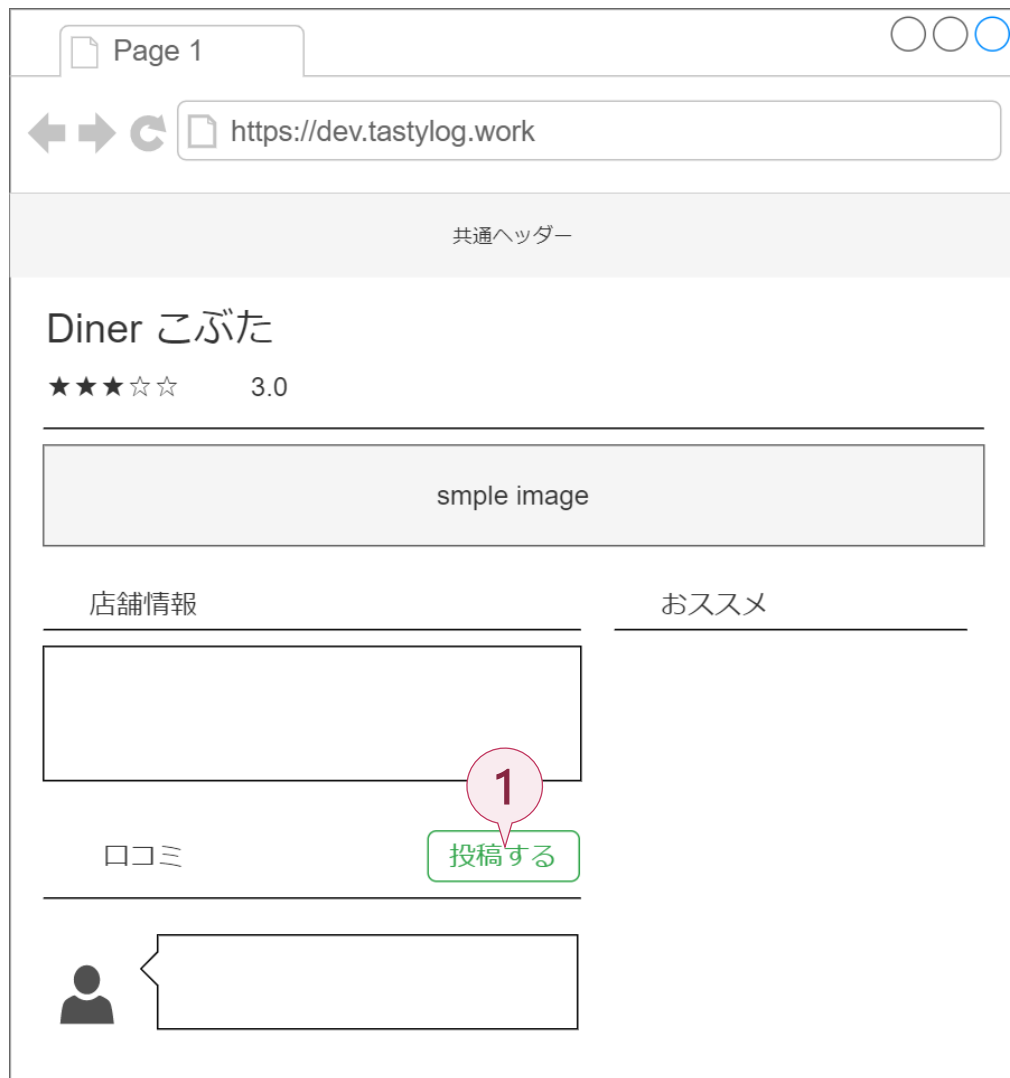 Page 1
https://dev.tastylog.work
共通ヘッダー
Diner こぶた
★★★☆☆ 3.0
smple image
店舗情報
おススメ
1
口コミ
投稿する